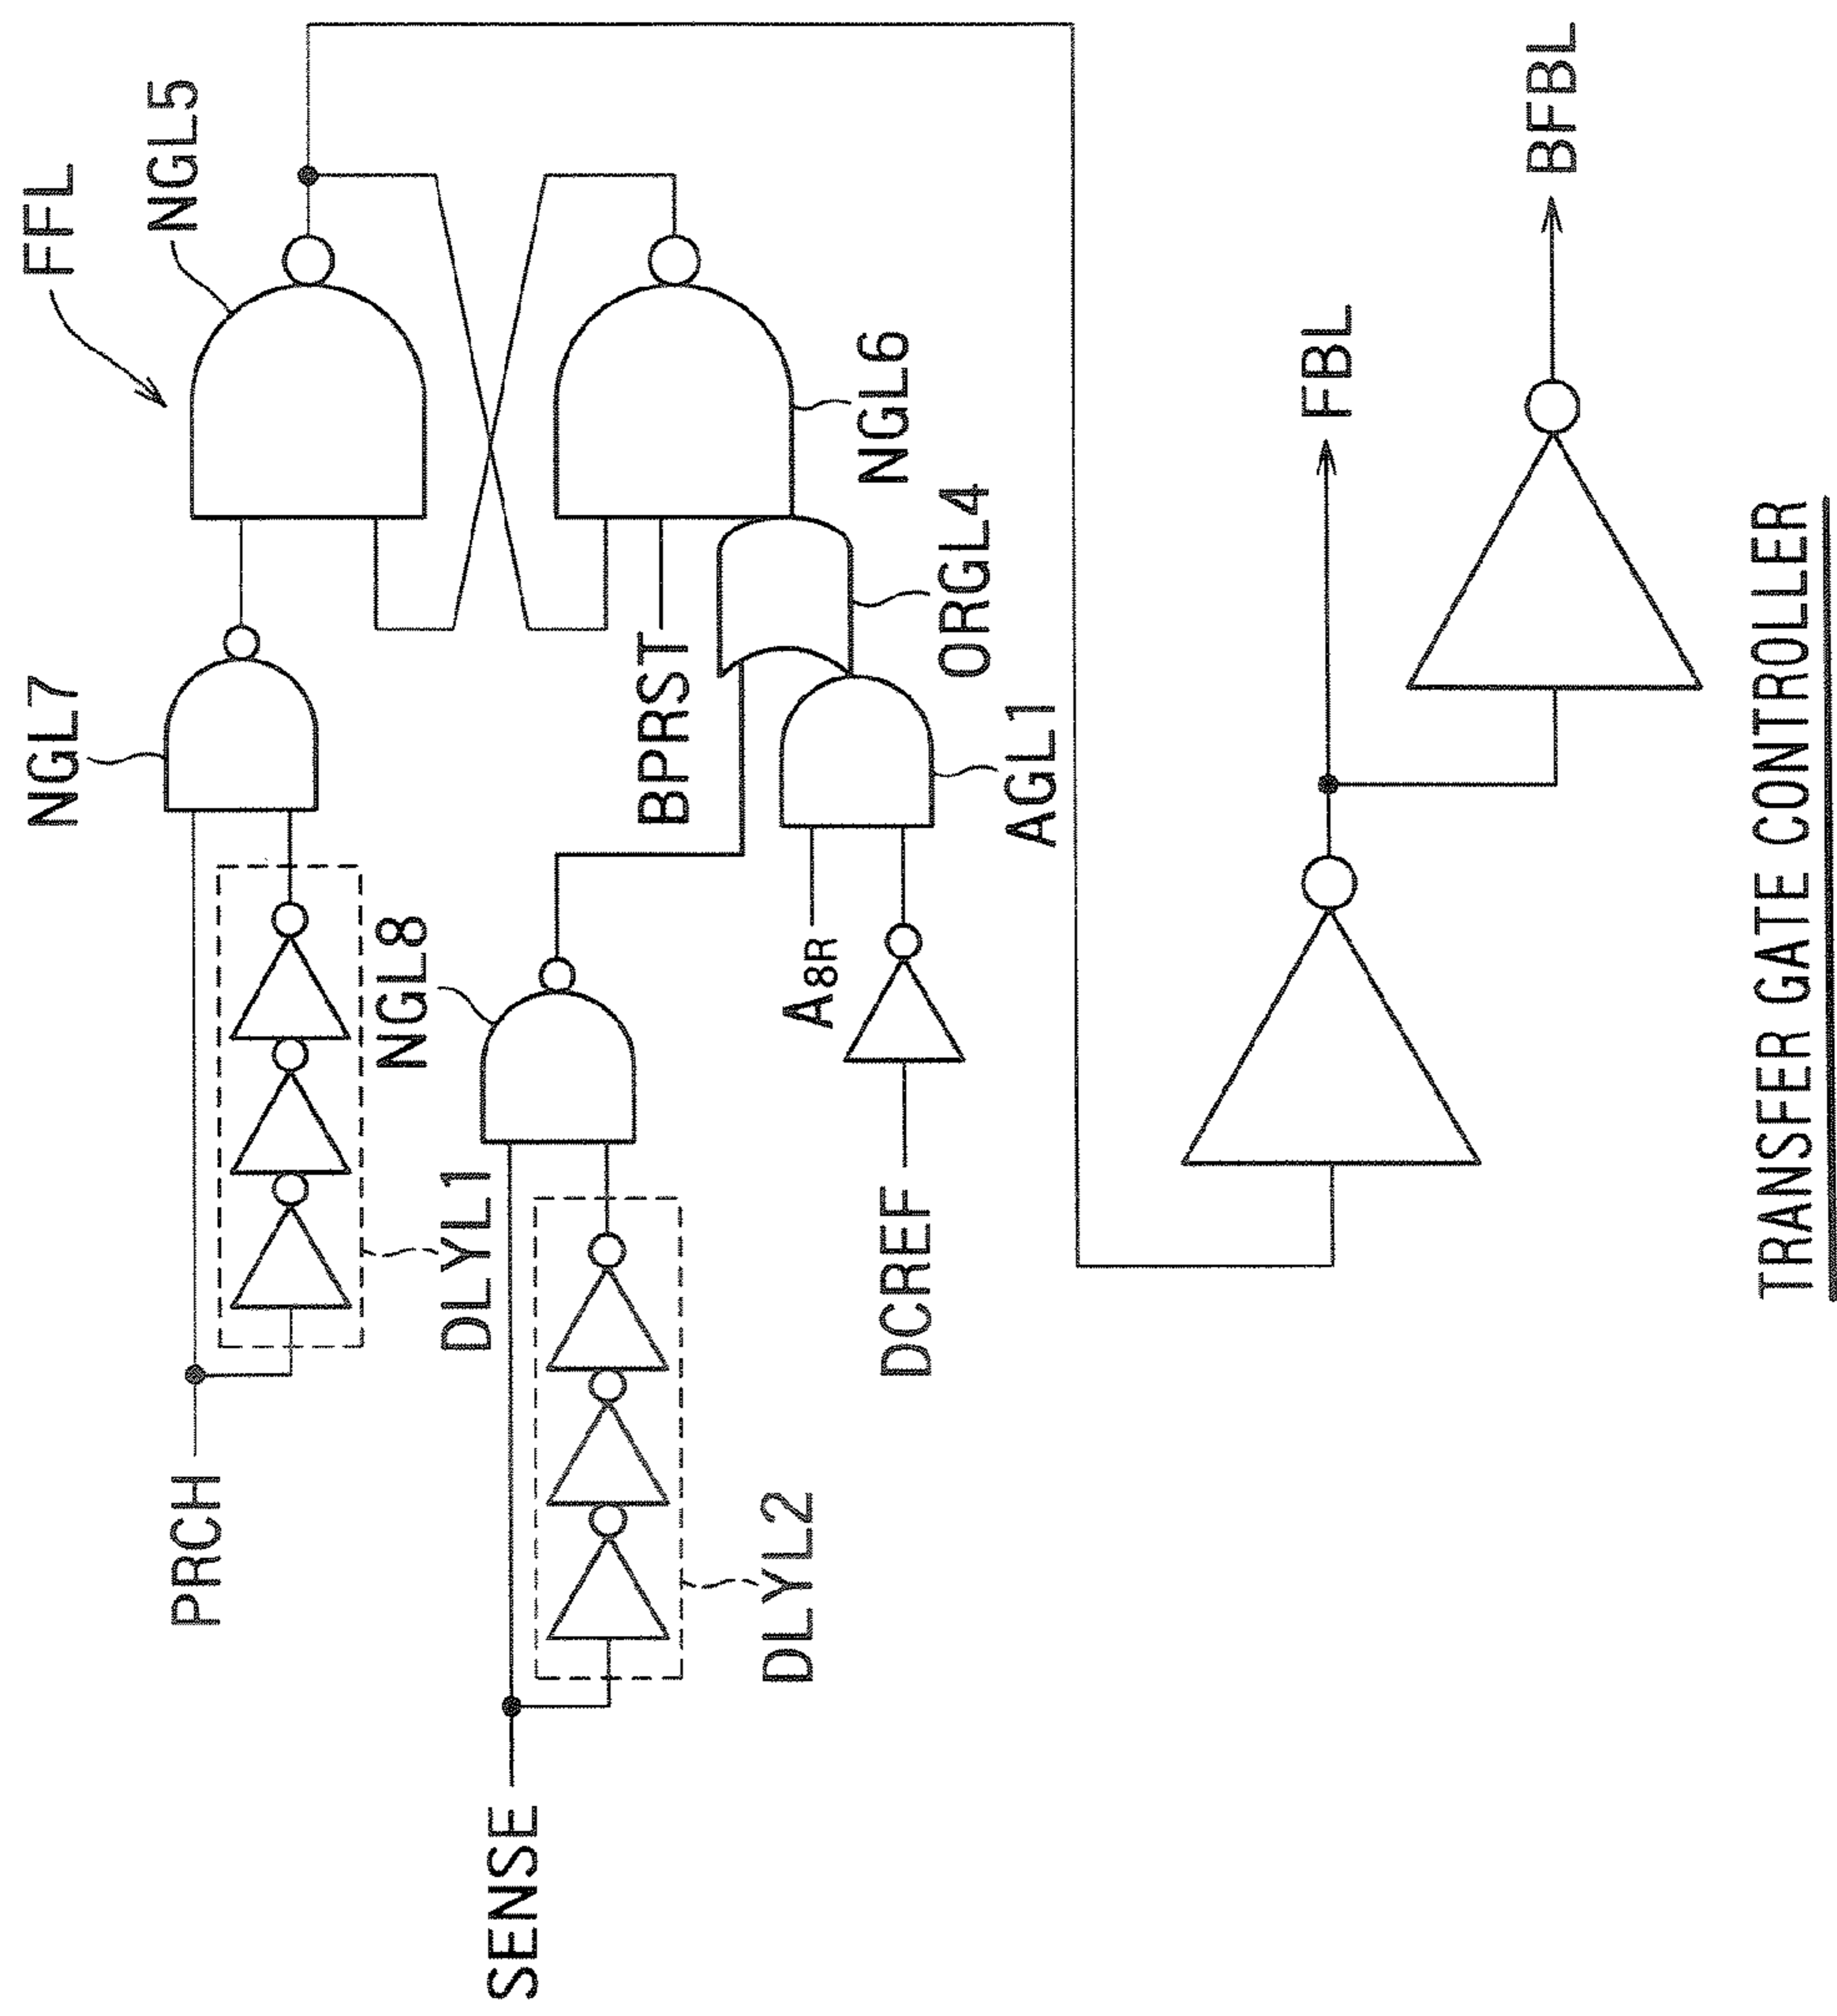 FFL
NGL5
NGL7
PRCH
DLYL1
NGL8
SENSE
DLYL2
BPRST
NGL6
ORGL4
A8R
AGL1
DCREF
FBL
BFBL
TRANSFER GATE CONTROLLER